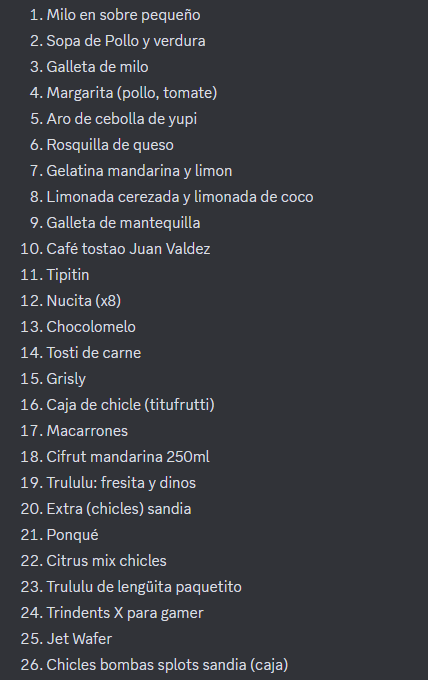 1. Milo en sobre pequeño
2. Sopa de Pollo y verdura
3. Galleta de milo
4. Margarita (pollo, tomate)
5. Aro de cebolla de yupi
6. Rosquilla de queso
7. Gelatina mandarina y limon
8. Limonada cerezada y limonada de coco
9. Galleta de mantequilla
10. Café tostao Juan Valdez
11. Tipitin
12. Nucita (x8)
13. Chocolomelo
14. Tosti de carne
15. Grisly
16. Caja de chicle (titufrutti)
17. Macarrones
18. Cifrut mandarina 250ml
19. Trululu: fresita y dinos
20. Extra (chicles) sandia
21. Ponqué
22. Citrus mix chicles
23. Trululu de lengüita paquetito
24. Trindents X para gamer
25. Jet Wafer
26. Chicles bombas splots sandia (caja)